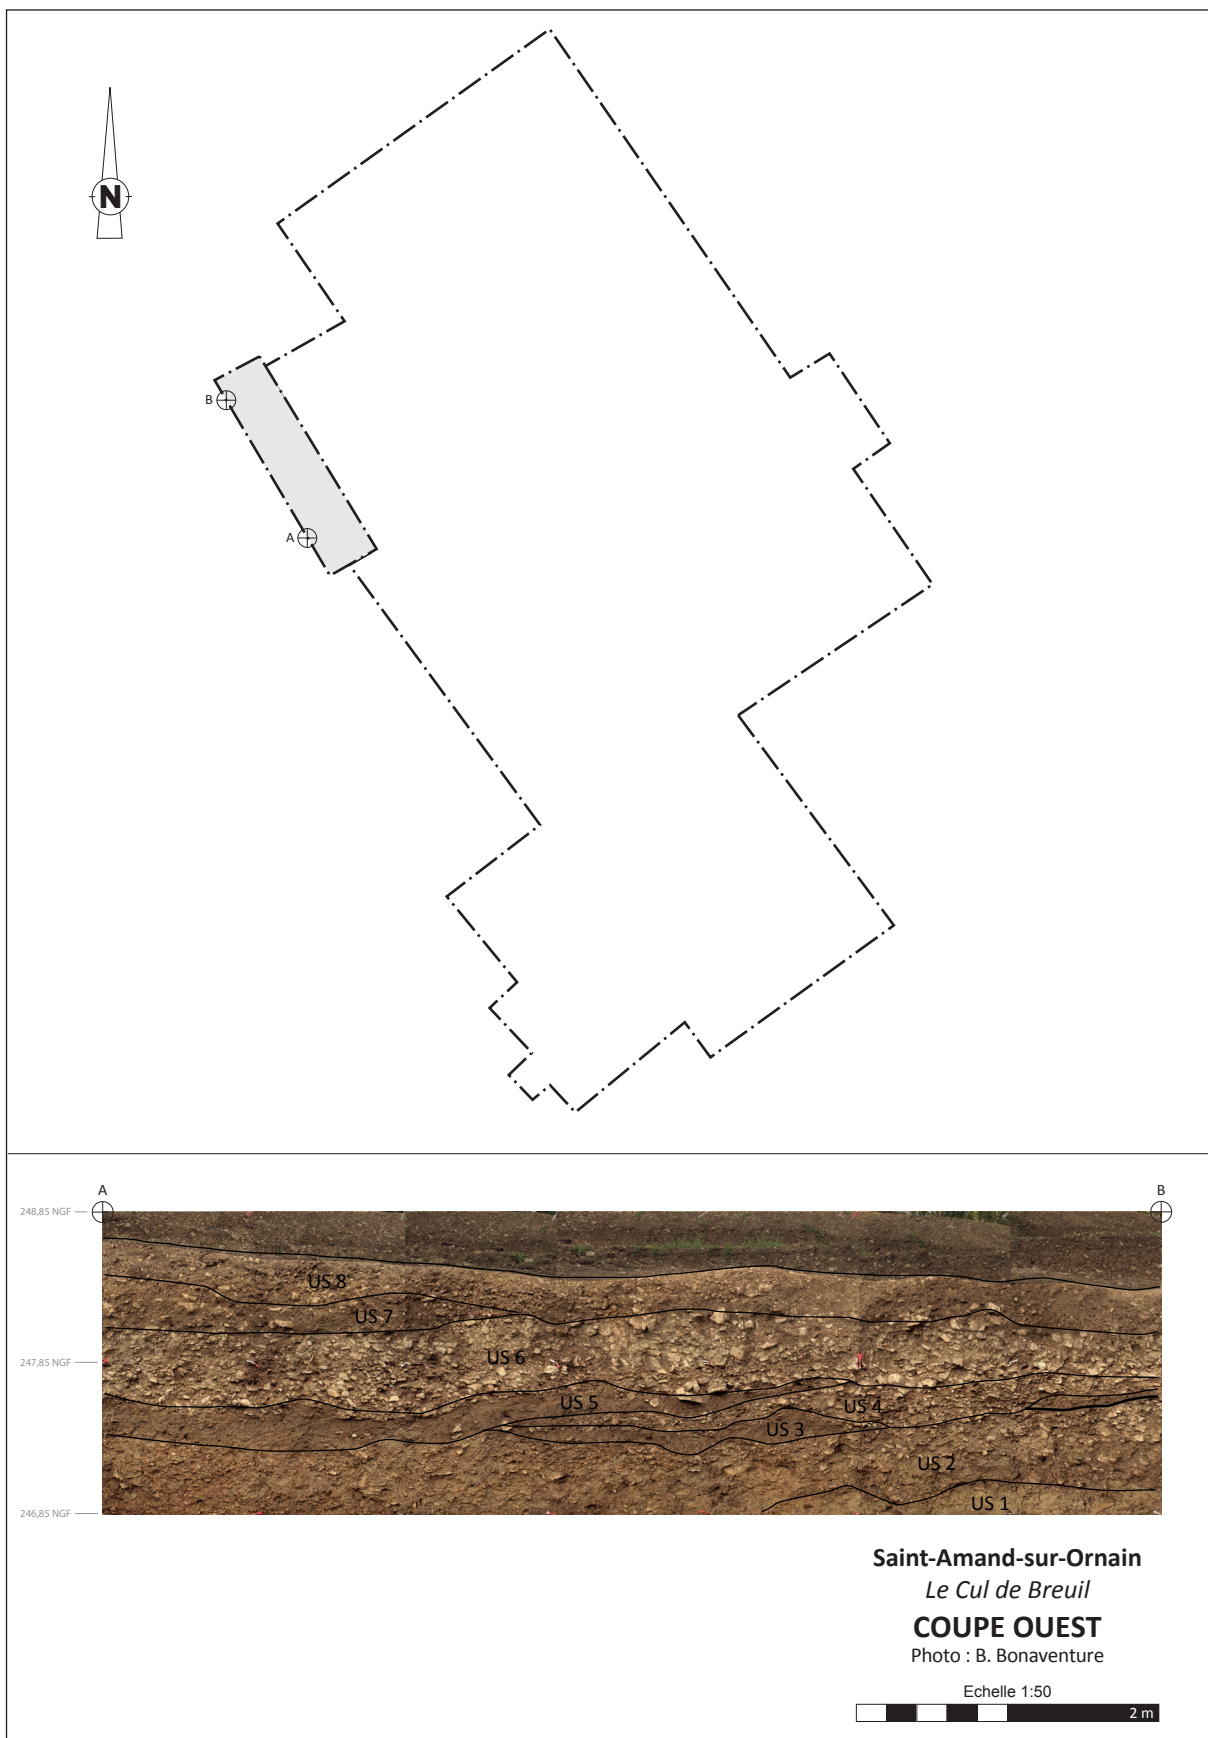 N
B
A
A
B
248,85 NGF
US 8
US 7
247,85 NGF
US 6
US 5
US 4
US 3
US 2
US 1
246,85 NGF
Saint-Amand-sur-Ornain
Le Cul de Breuil
COUPE OUEST
Photo : B. Bonaventure
Echelle 1:50
2 m